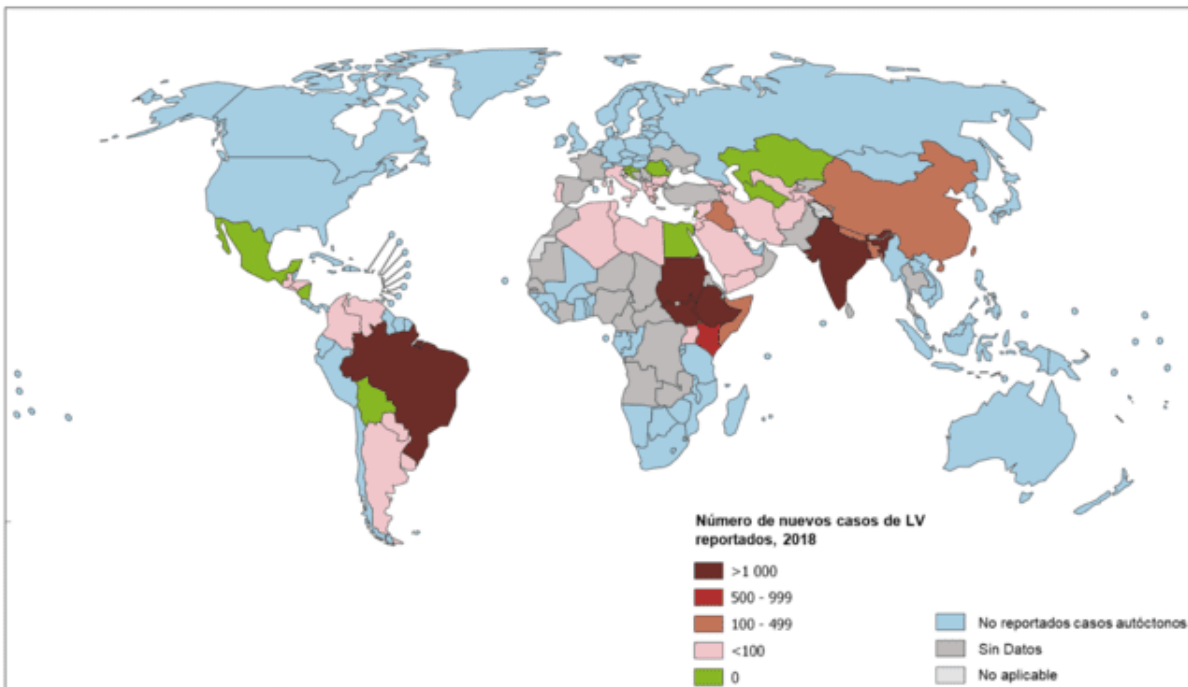 Número de nuevos casos de LV
reportados, 2018
>1 000
500 - 999
100 - 499
<100
0
No reportados casos autóctonos
Sin Datos
No aplicable